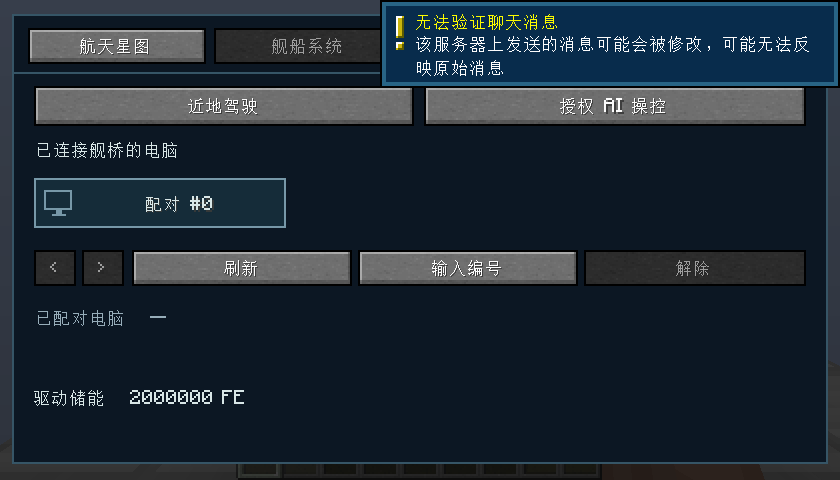 航天星图
舰船系统
无法验证聊天消息
该服务器上发送的消息可能会被修改，可能无法反
映原始消息
近地驾驶
授权 AI 操控
已连接舰桥的电脑
配对 #0
<
>
刷新
输入编号
解除
已配对电脑 —
驱动储能 2000000 FE